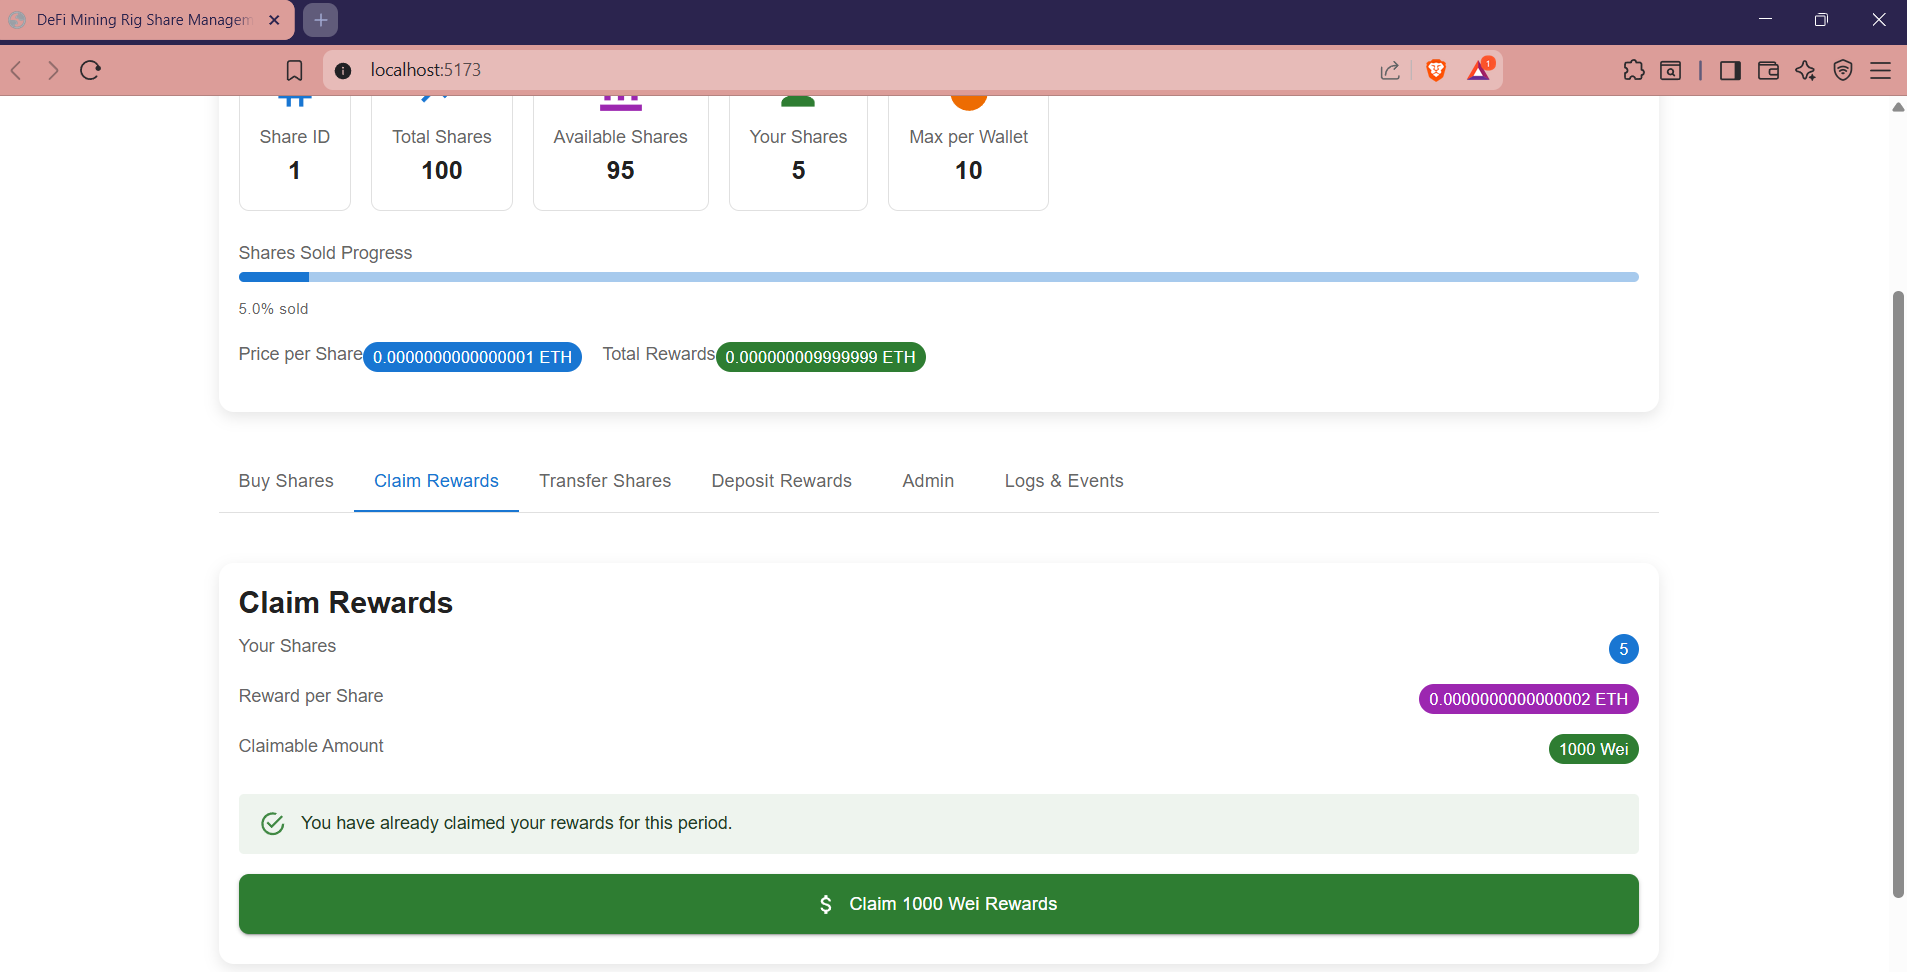 DeFi Mining Rig Share Managem
localhost:5173
1
Share ID
1
Total Shares
100
Available Shares
95
Your Shares
5
Max per Wallet
10
Shares Sold Progress
5.0% sold
Price per Share 0.0000000000000001 ETH Total Rewards 0.000000009999999 ETH
Buy Shares Claim Rewards Transfer Shares Deposit Rewards Admin Logs & Events
Claim Rewards
Your Shares 5
Reward per Share 0.0000000000000002 ETH
Claimable Amount 1000 Wei
You have already claimed your rewards for this period.
$ Claim 1000 Wei Rewards